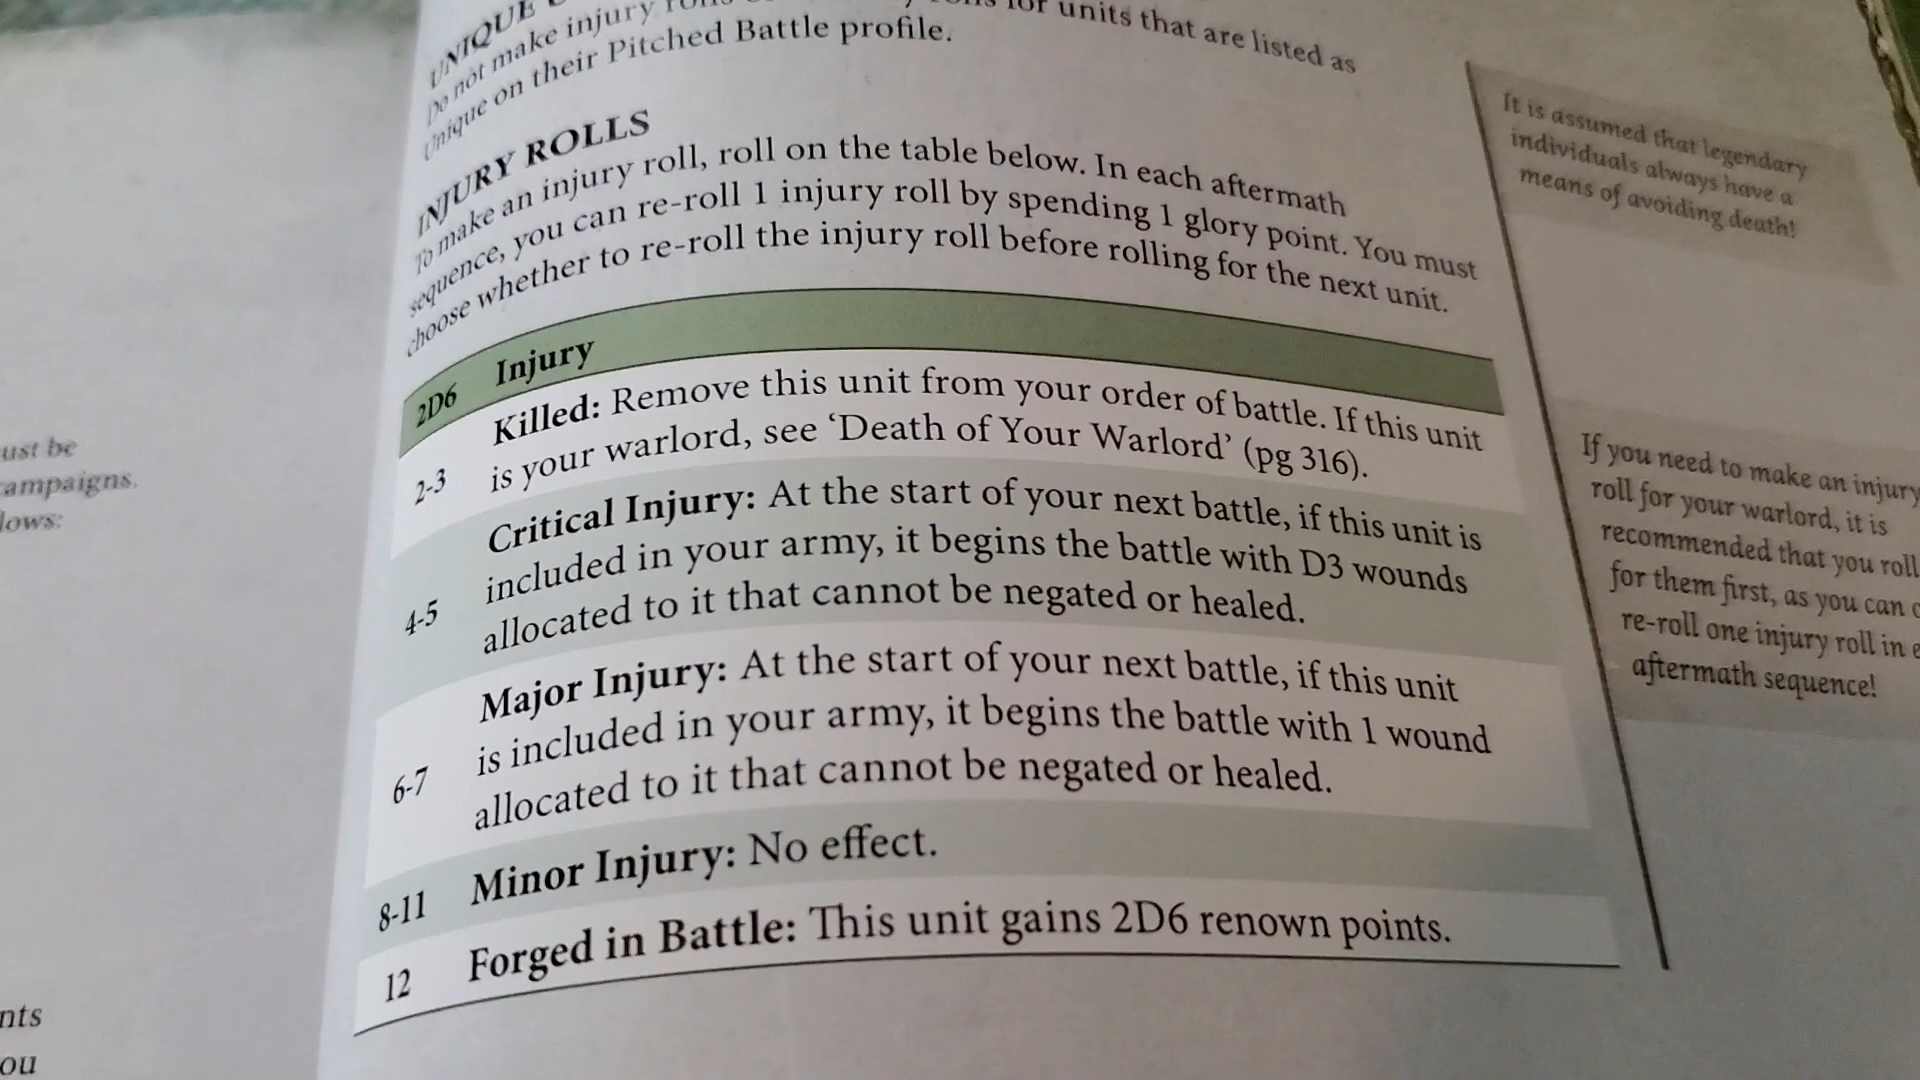 UNIQUE
Do not make injury rolls for units that are listed as
Unique on their Pitched Battle profile.
INJURY ROLLS
To make an injury roll, roll on the table below. In each aftermath
sequence, you can re-roll 1 injury roll by spending 1 glory point. You must
choose whether to re-roll the injury roll before rolling for the next unit.
2D6 Injury
2-3 Killed: Remove this unit from your order of battle. If this unit
is your warlord, see ‘Death of Your Warlord’ (pg 316).
4-5 Critical Injury: At the start of your next battle, if this unit is
included in your army, it begins the battle with D3 wounds
allocated to it that cannot be negated or healed.
6-7 Major Injury: At the start of your next battle, if this unit
is included in your army, it begins the battle with 1 wound
allocated to it that cannot be negated or healed.
8-11 Minor Injury: No effect.
12 Forged in Battle: This unit gains 2D6 renown points.
It is assumed that legendary
individuals always have a
means of avoiding death!
If you need to make an injury
roll for your warlord, it is
recommended that you roll
for them first, as you can
re-roll one injury roll in
aftermath sequence!
be